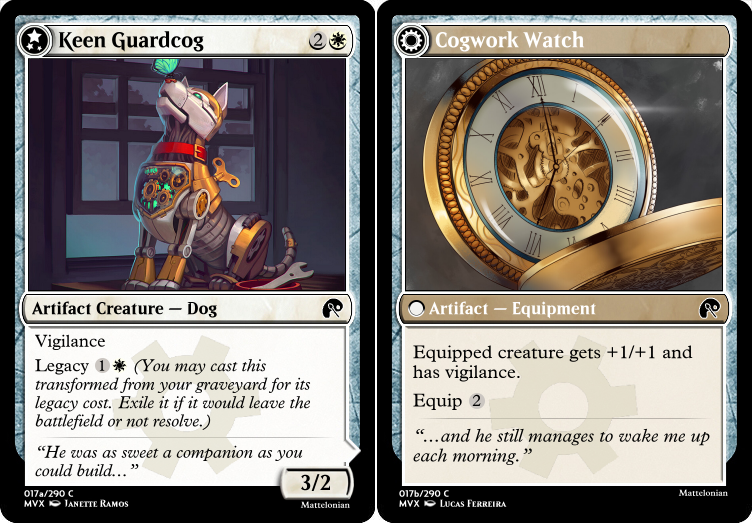 Keen Guardcog 2
Artifact Creature — Dog
Vigilance
Legacy 1 (You may cast this
transformed from your graveyard for its
legacy cost. Exile it if it would leave the
battlefield or not resolve.)
“He was as sweet a companion as you
could build…”
3/2
017a/290 C
MVX Janette Ramos
Mattelonian
Cogwork Watch
Artifact — Equipment
Equipped creature gets +1/+1 and
has vigilance.
Equip 2
“…and he still manages to wake me up
each morning.”
017b/290 C
MVX Lucas Ferreira
Mattelonian